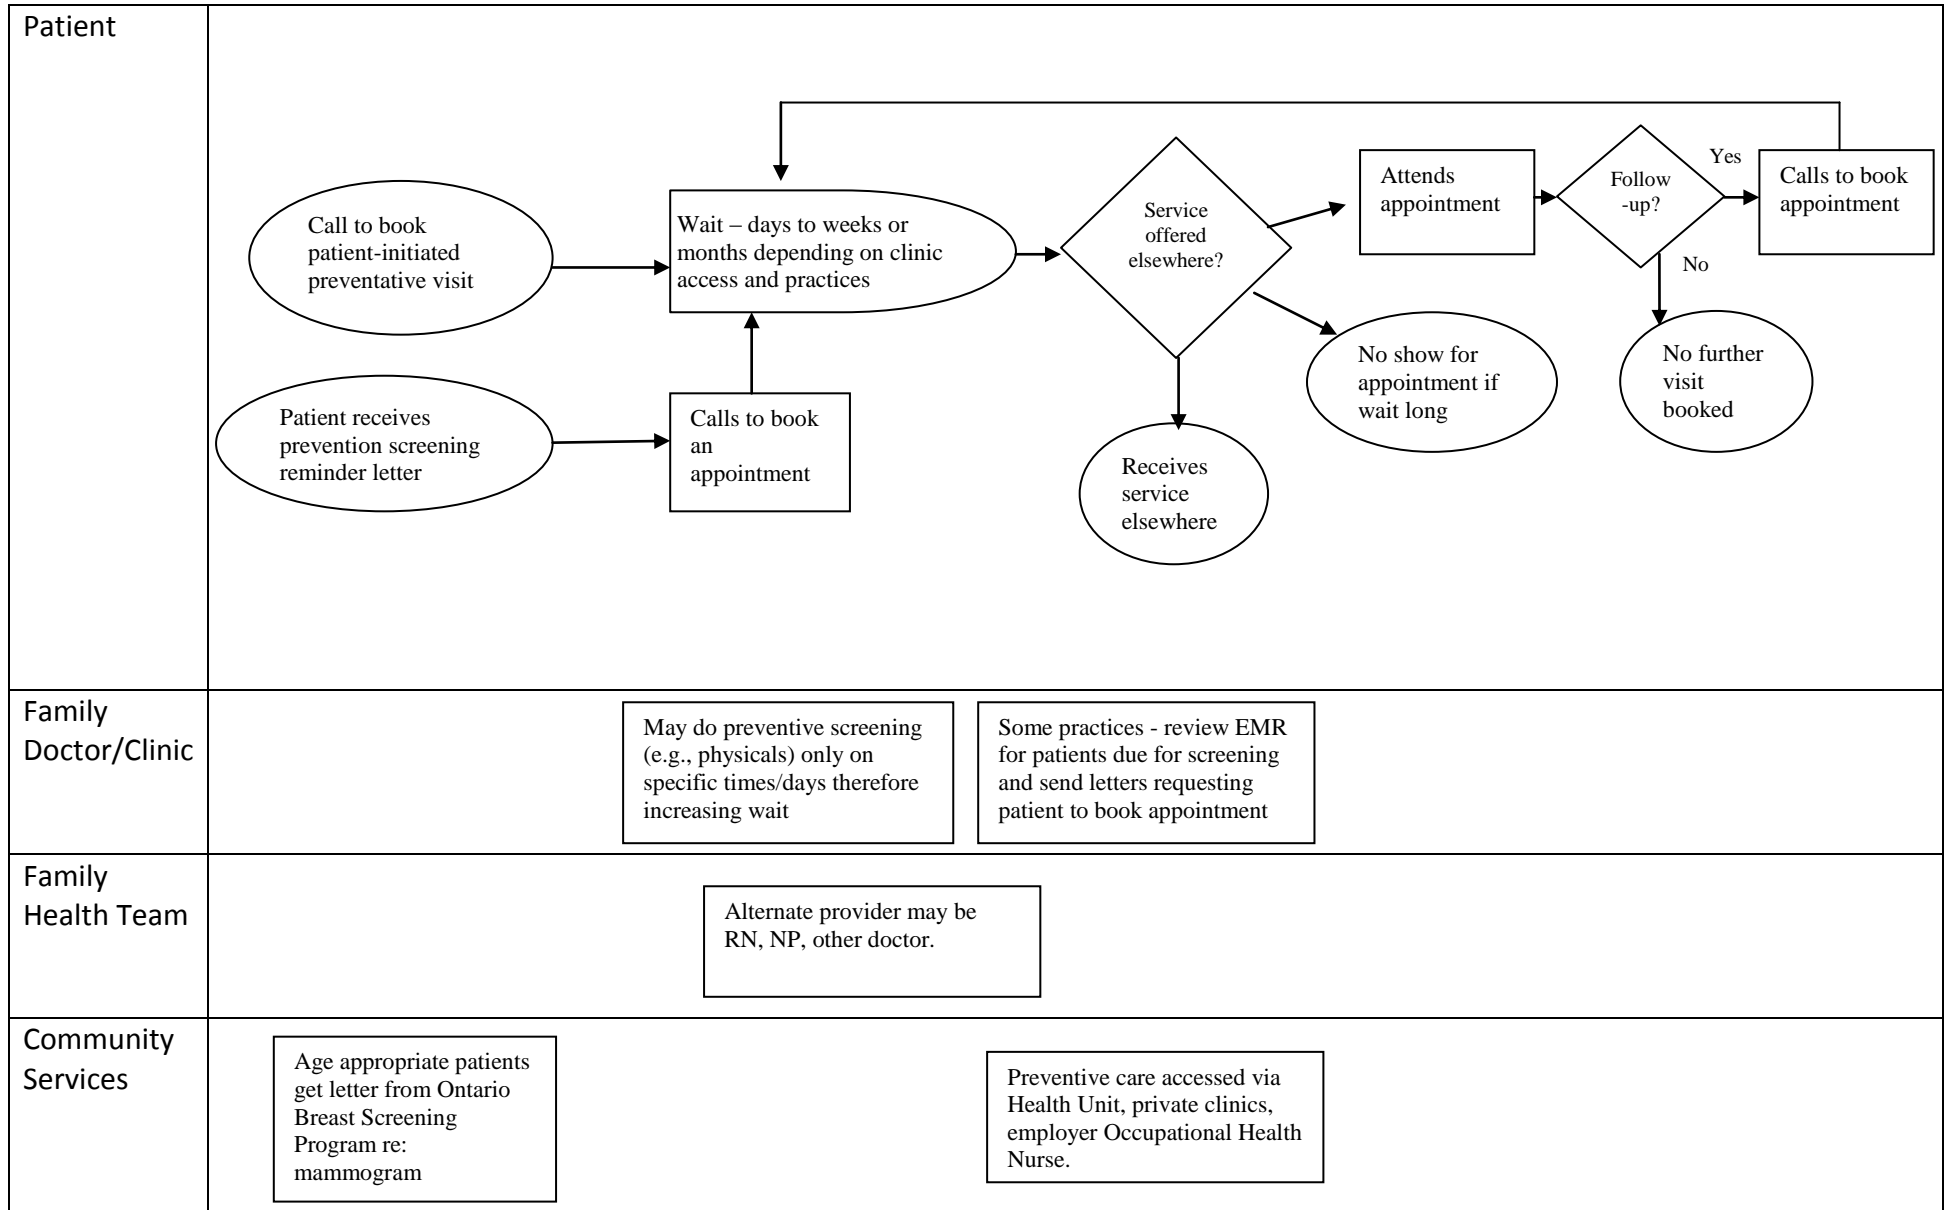 Patient
Call to book
patient-initiated
preventative visit
Wait – days to weeks or
months depending on clinic
access and practices
Service
offered
elsewhere?
Attends
appointment
Follow
-up?
Yes
Calls to book
appointment
No
Patient receives
prevention screening
reminder letter
Calls to book
an
appointment
Receives
service
elsewhere
No show for
appointment if
wait long
No further
visit
booked
Family
Doctor/Clinic
May do preventive screening
(e.g., physicals) only on
specific times/days therefore
increasing wait
Some practices - review EMR
for patients due for screening
and send letters requesting
patient to book appointment
Family
Health Team
Alternate provider may be
RN, NP, other doctor.
Community
Services
Age appropriate patients
get letter from Ontario
Breast Screening
Program re:
mammogram
Preventive care accessed via
Health Unit, private clinics,
employer Occupational Health
Nurse.